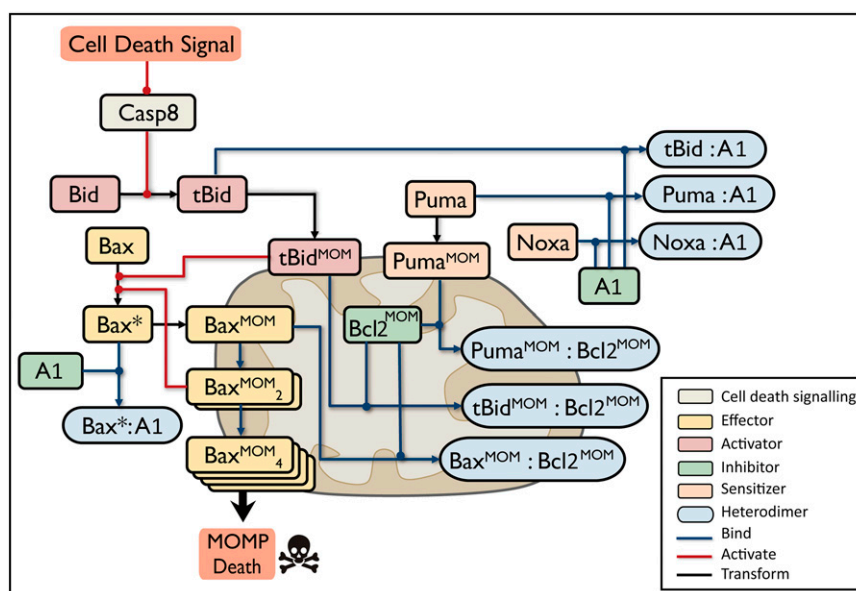 Cell Death Signal
Casp8
tBid : A1
Bid
tBid
Puma
Puma : A1
Bax
Noxa
Noxa : A1
tBidᴹᴼᴹ
Pumaᴹᴼᴹ
A1
Bax*
Baxᴹᴼᴹ
Bcl2ᴹᴼᴹ
Pumaᴹᴼᴹ : Bcl2ᴹᴼᴹ
A1
Baxᴹᴼᴹ₂
tBidᴹᴼᴹ : Bcl2ᴹᴼᴹ
Bax*:A1
Baxᴹᴼᴹ₄
Baxᴹᴼᴹ : Bcl2ᴹᴼᴹ
MOMP
Death
Cell death signalling
Effector
Activator
Inhibitor
Sensitizer
Heterodimer
Bind
Activate
Transform